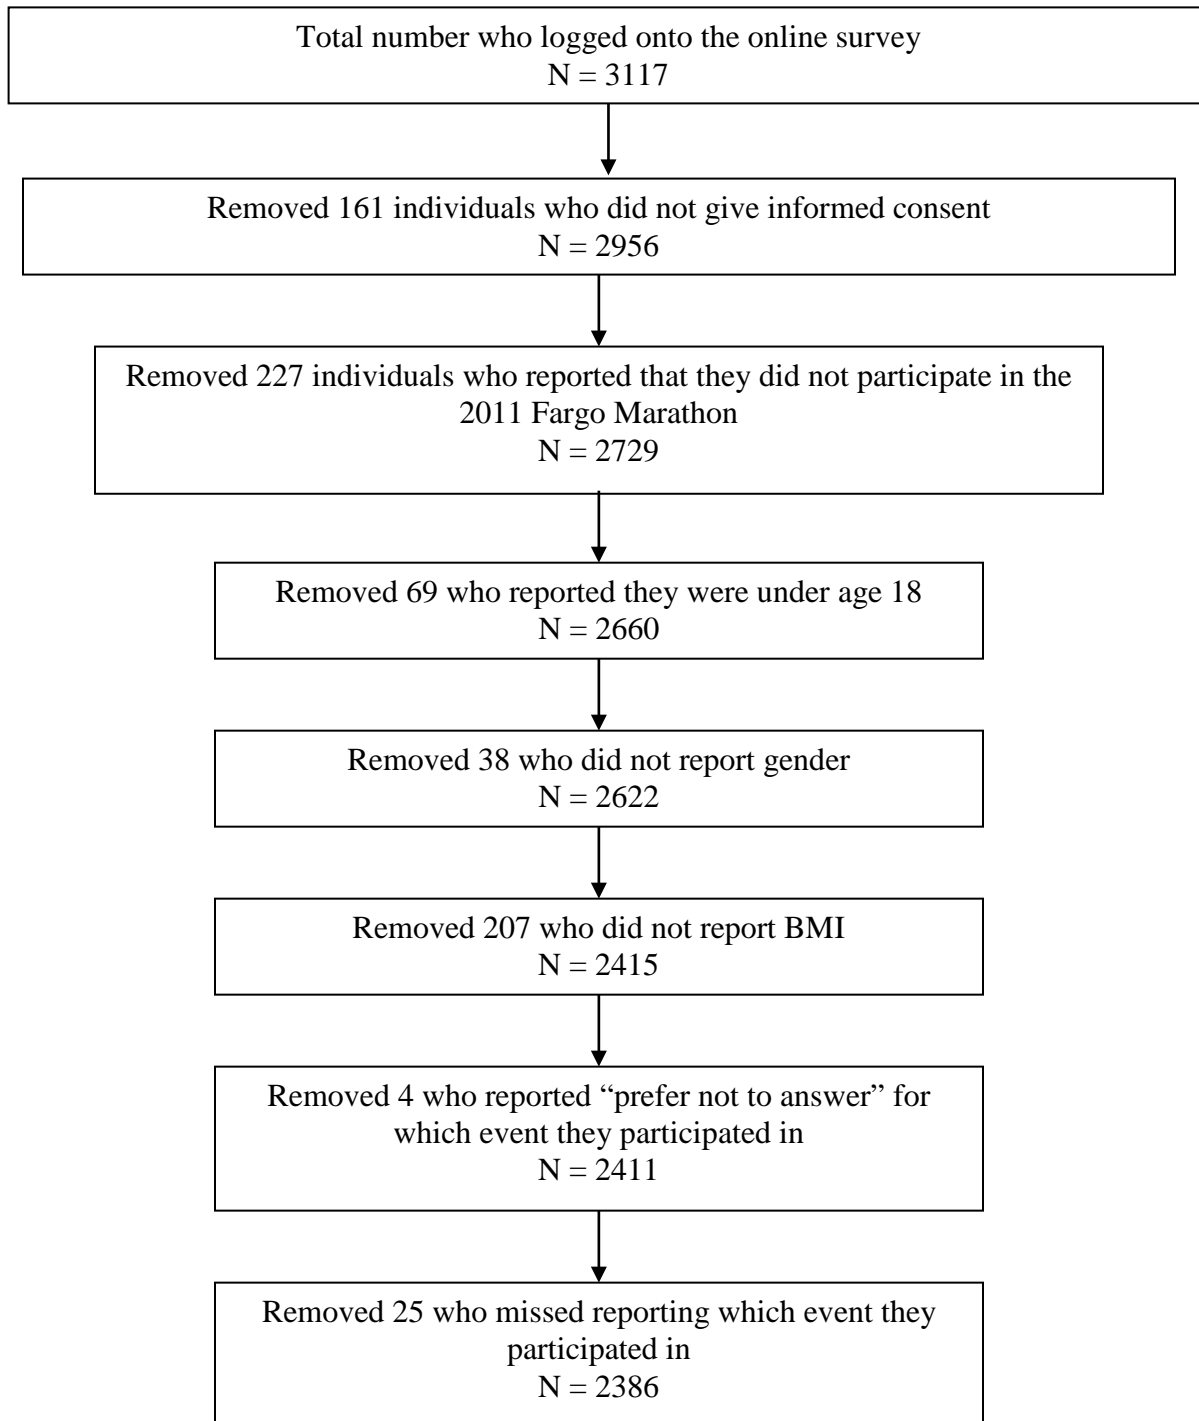 Total number who logged onto the online survey
N = 3117
Removed 161 individuals who did not give informed consent
N = 2956
Removed 227 individuals who reported that they did not participate in the
2011 Fargo Marathon
N = 2729
Removed 69 who reported they were under age 18
N = 2660
Removed 38 who did not report gender
N = 2622
Removed 207 who did not report BMI
N = 2415
Removed 4 who reported “prefer not to answer” for
which event they participated in
N = 2411
Removed 25 who missed reporting which event they
participated in
N = 2386